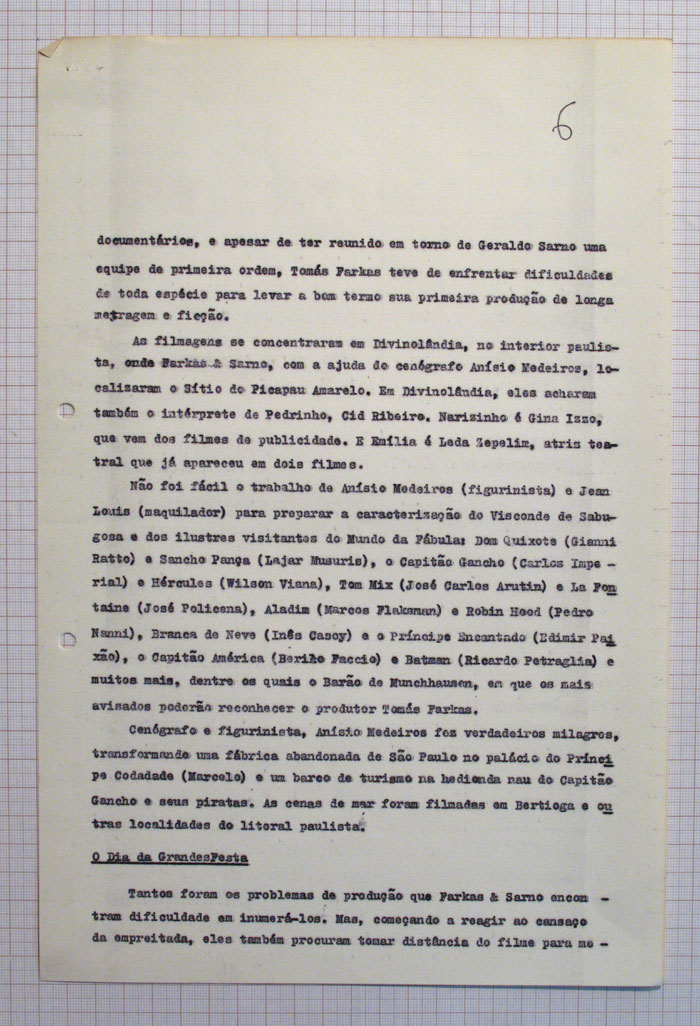 6
documentários, e apesar de ter reunido em torno de Geraldo Sarno uma
equipe de primeira ordem, Tomás Farkas teve de enfrentar dificuldades
de toda espécie para levar a bom termo sua primeira produção de longa
metragem e ficção.
As filmagens se concentraram em Divinolândia, no interior paulis-
ta, onde Farkas & Sarno, com a ajuda do cenógrafo Anísio Medeiros, lo-
calizaram o Sítio do Picapau Amarelo. Em Divinolândia, eles acharam
também o intérprete de Pedrinho, Cid Ribeiro. Narizinho é Gina Izzo,
que vem dos filmes de publicidade. E Emília é Leda Zepelim, atriz tea-
tral que já apareceu em dois filmes.
Não foi fácil o trabalho de Anísio Medeiros (figurinista) e Jean
Louis (maquilador) para preparar a caracterização do Visconde de Sabu-
gosa e dos ilustres visitantes do Mundo da Fábula: Dom Quixote (Gianni
Ratto) e Sancho Pança (Lajar Musuris), o Capitão Gancho (Carlos Impe -
rial) e Hércules (Wilson Viana), Tom Mix (José Carlos Arutin) e La Fon
taine (José Policena), Aladim (Marcos Flaksman) e Robin Hood (Pedro
Nanni), Branca de Neve (Inês Casoy) e o Príncipe Encantado (Edimir Pai
xão), o Capitão América (Beriho Faccio) e Batman (Ricardo Petraglia) e
muitos mais, dentre os quais o Barão de Munchhausen, em que os mais
avisados poderão reconhecer o produtor Tomás Farkas.
Cenógrafo e figurinista, Anísio Medeiros fez verdadeiros milagres,
transformando uma fábrica abandonada de São Paulo no palácio do Prínci
pe Codadade (Marcelo) e um barco de turismo na hedionda nau do Capitão
Gancho e seus piratas. As cenas de mar foram filmadas em Bertioga e ou
tras localidades do litoral paulista.
O Dia da GrandesFesta
Tantos foram os problemas de produção que Farkas & Sarno encon -
tram dificuldade em inumerá-los. Mas, começando a reagir ao cansaço
da empreitada, eles também procuram tomar distância do filme para me -